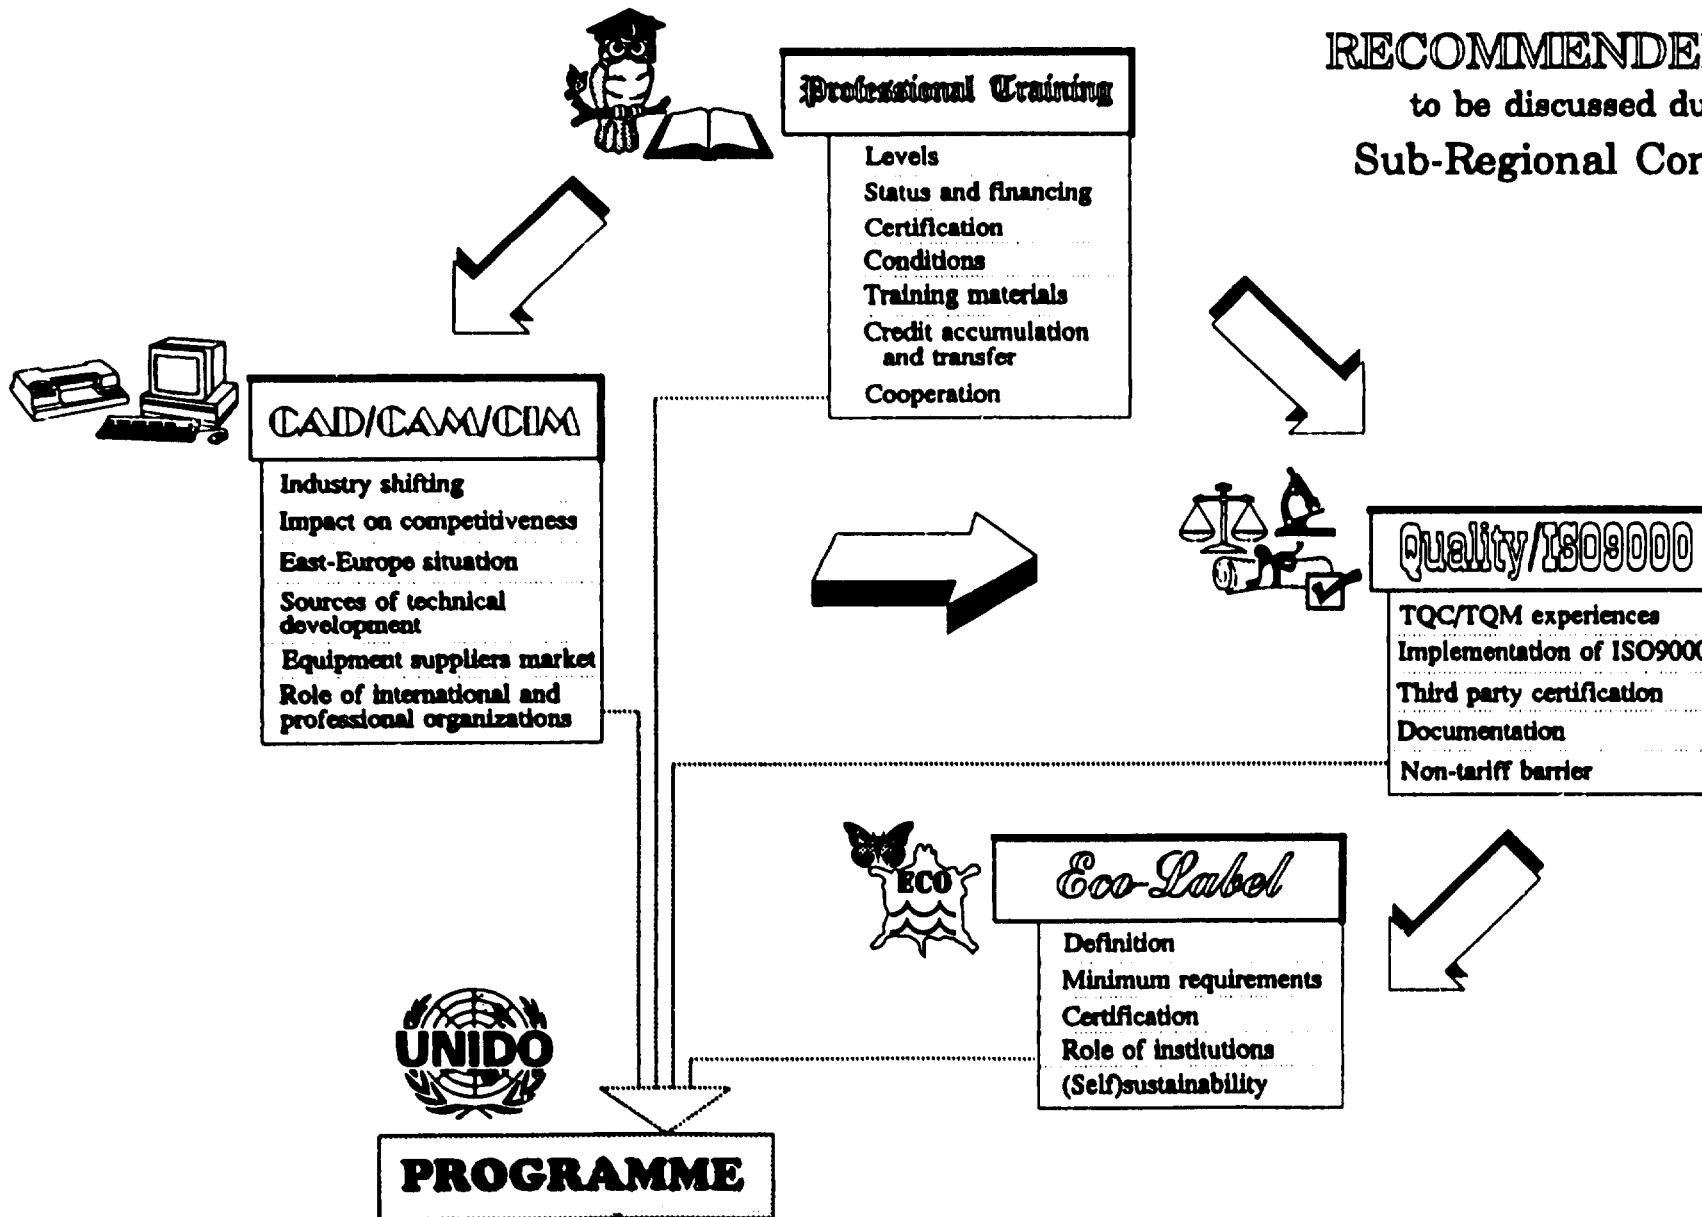 RECOMMENDE
to be discussed du
Sub-Regional Con
Professional Training
Levels
Status and financing
Certification
Conditions
Training materials
Credit accumulation
and transfer
Cooperation
CAD/CAM/CIM
Industry shifting
Impact on competitiveness
East-Europe situation
Sources of technical
development
Equipment suppliers market
Role of international and
professional organizations
Quality/ISO9000
TQC/TQM experiences
Implementation of ISO9000
Third party certification
Documentation
Non-tariff barrier
ECO
Eco-Label
Definition
Minimum requirements
Certification
Role of institutions
(Self)sustainability
UNIDO
PROGRAMME